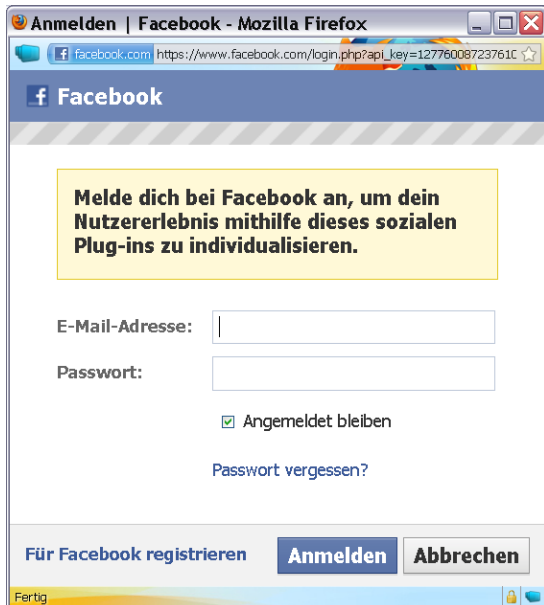 Anmelden | Facebook - Mozilla Firefox
facebook.com https://www.facebook.com/login.php?api_key=127760087237610
Facebook
Melde dich bei Facebook an, um dein
Nutzererlebnis mithilfe dieses sozialen
Plug-ins zu individualisieren.
E-Mail-Adresse:
Passwort:
Angemeldet bleiben
Passwort vergessen?
Für Facebook registrieren
Anmelden
Abbrechen
Fertig